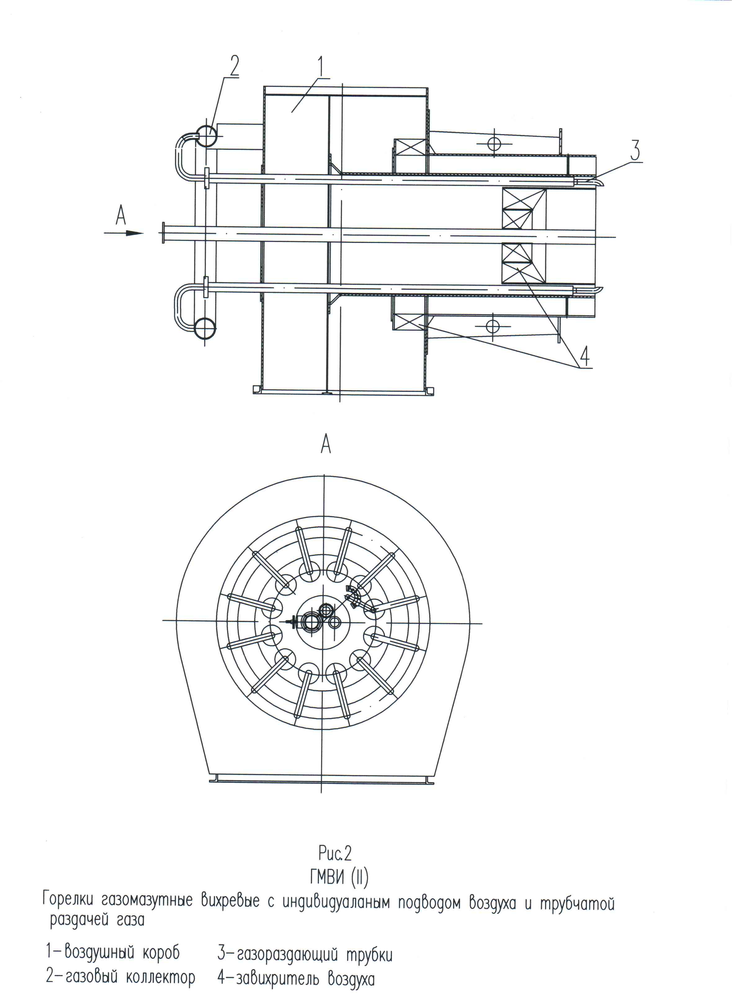 2
1
3
А
4
А
Рис.2
ГМВИ (II)
Горелки газомазутные вихревые с индивидуаланым подводом воздуха и трубчатой
раздачей газа
1-воздушный короб 3-газораздающий трубки
2-газовый коллектор 4-завихритель воздуха